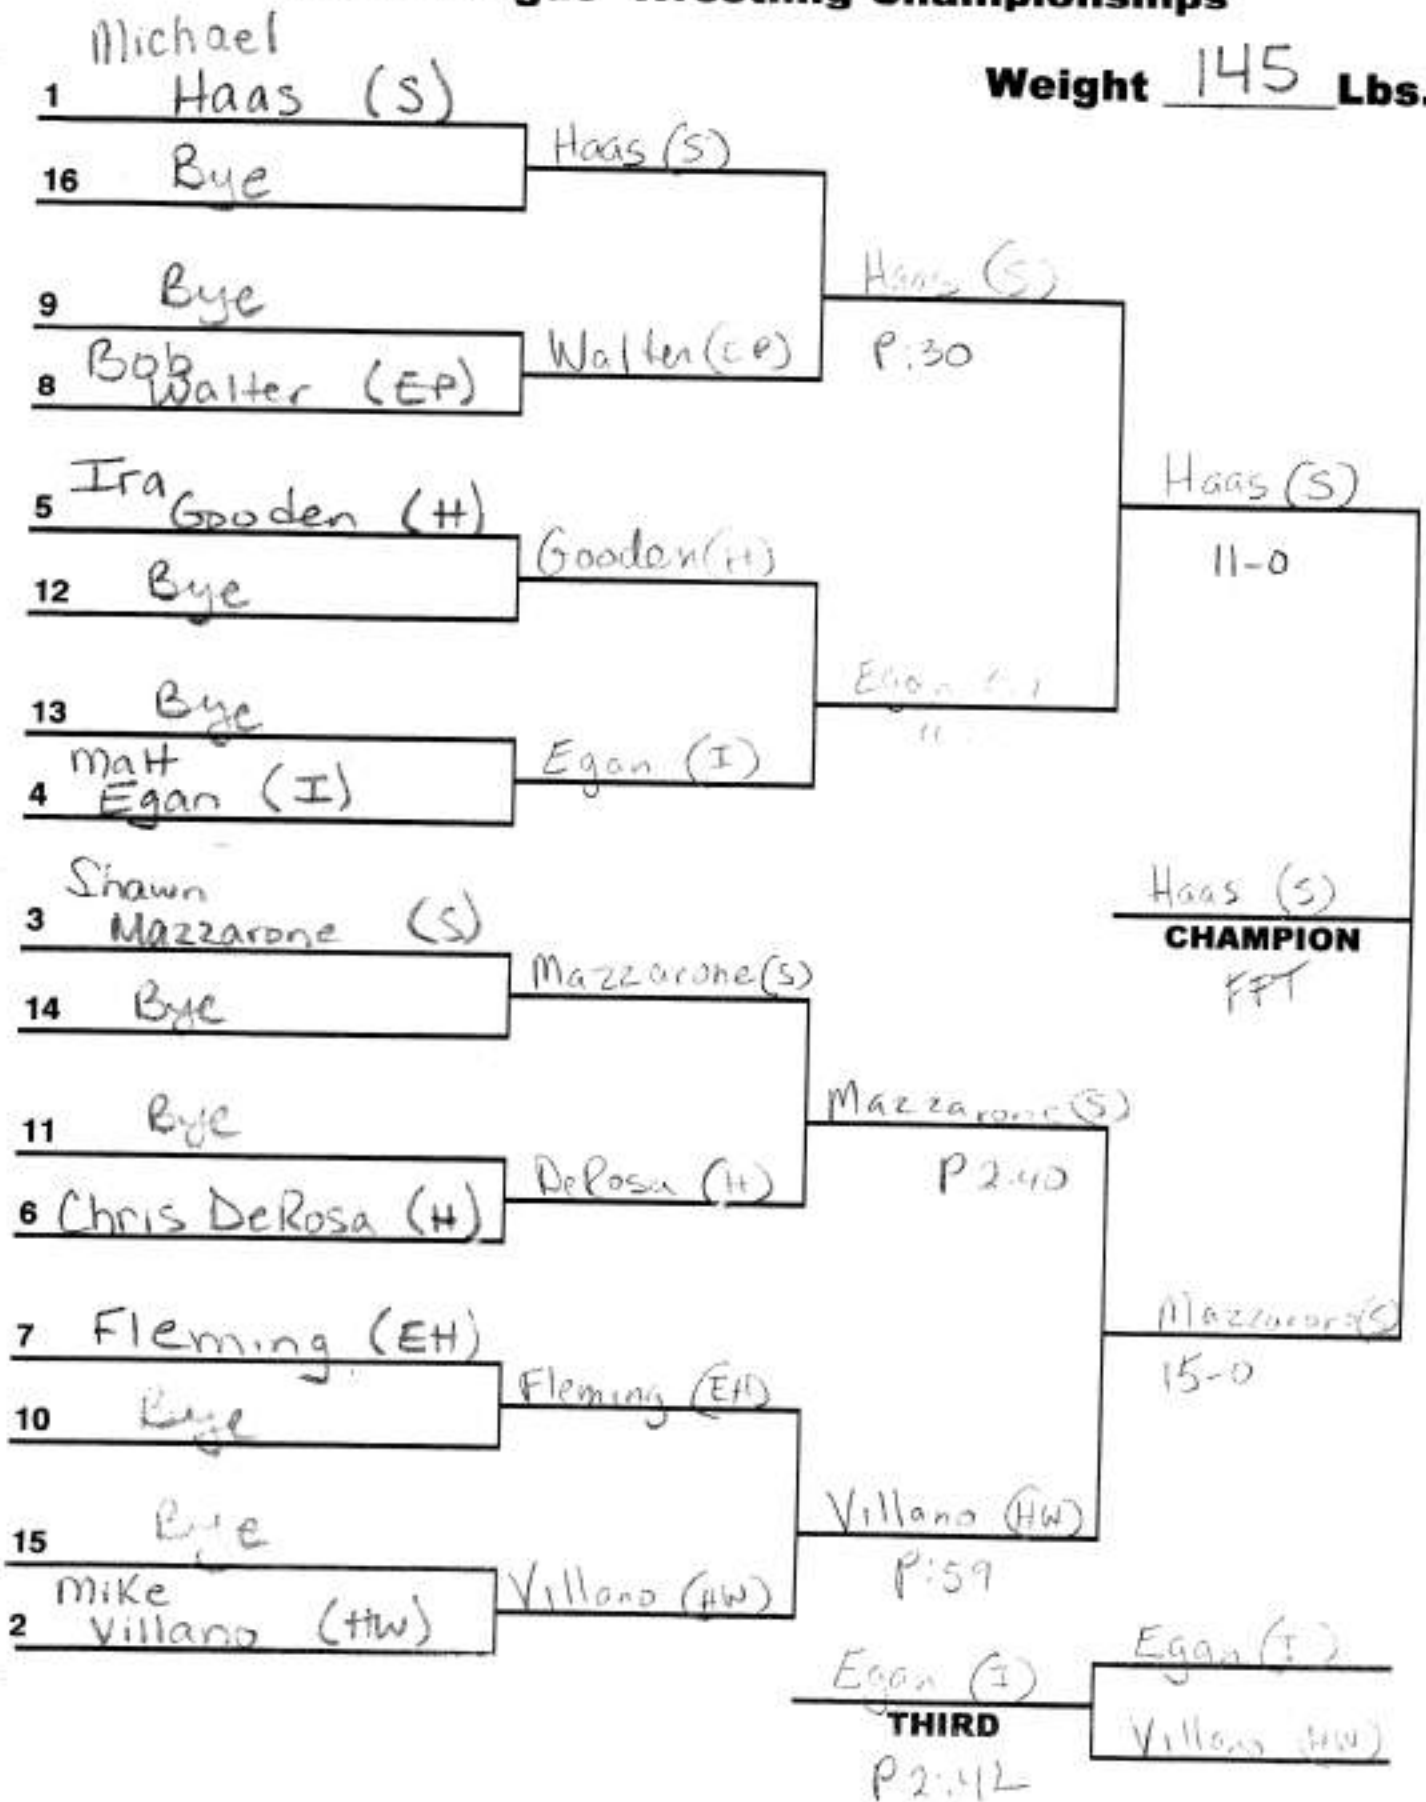 Wrestling Championships
Weight 145 Lbs.
Michael
1 Haas (S)
16 Bye
Haas (S)
9 Bye
Bob
8 Walter (EP)
Walter (EP)
Haas (S)
P:30
5 Ira Gooden (H)
12 Bye
Gooden (H)
13 Bye
Matt
4 Egan (I)
Egan (I)
Egan
Haas (S)
11-0
Shawn
3 Mazzarone (S)
14 Bye
Mazzarone (S)
11 Bye
6 Chris DeRosa (H)
DeRosa (H)
Mazzarone (S)
P 2:40
7 Fleming (EH)
10 Bye
Fleming (EH)
15 Bye
Mike
2 Villano (HW)
Villano (HW)
Villano (HW)
P:59
Mazzarone (S)
15-0
Haas (S)
CHAMPION
FFT
Egan (I)
Villano (HW)
Egan (I)
THIRD
P 2:42